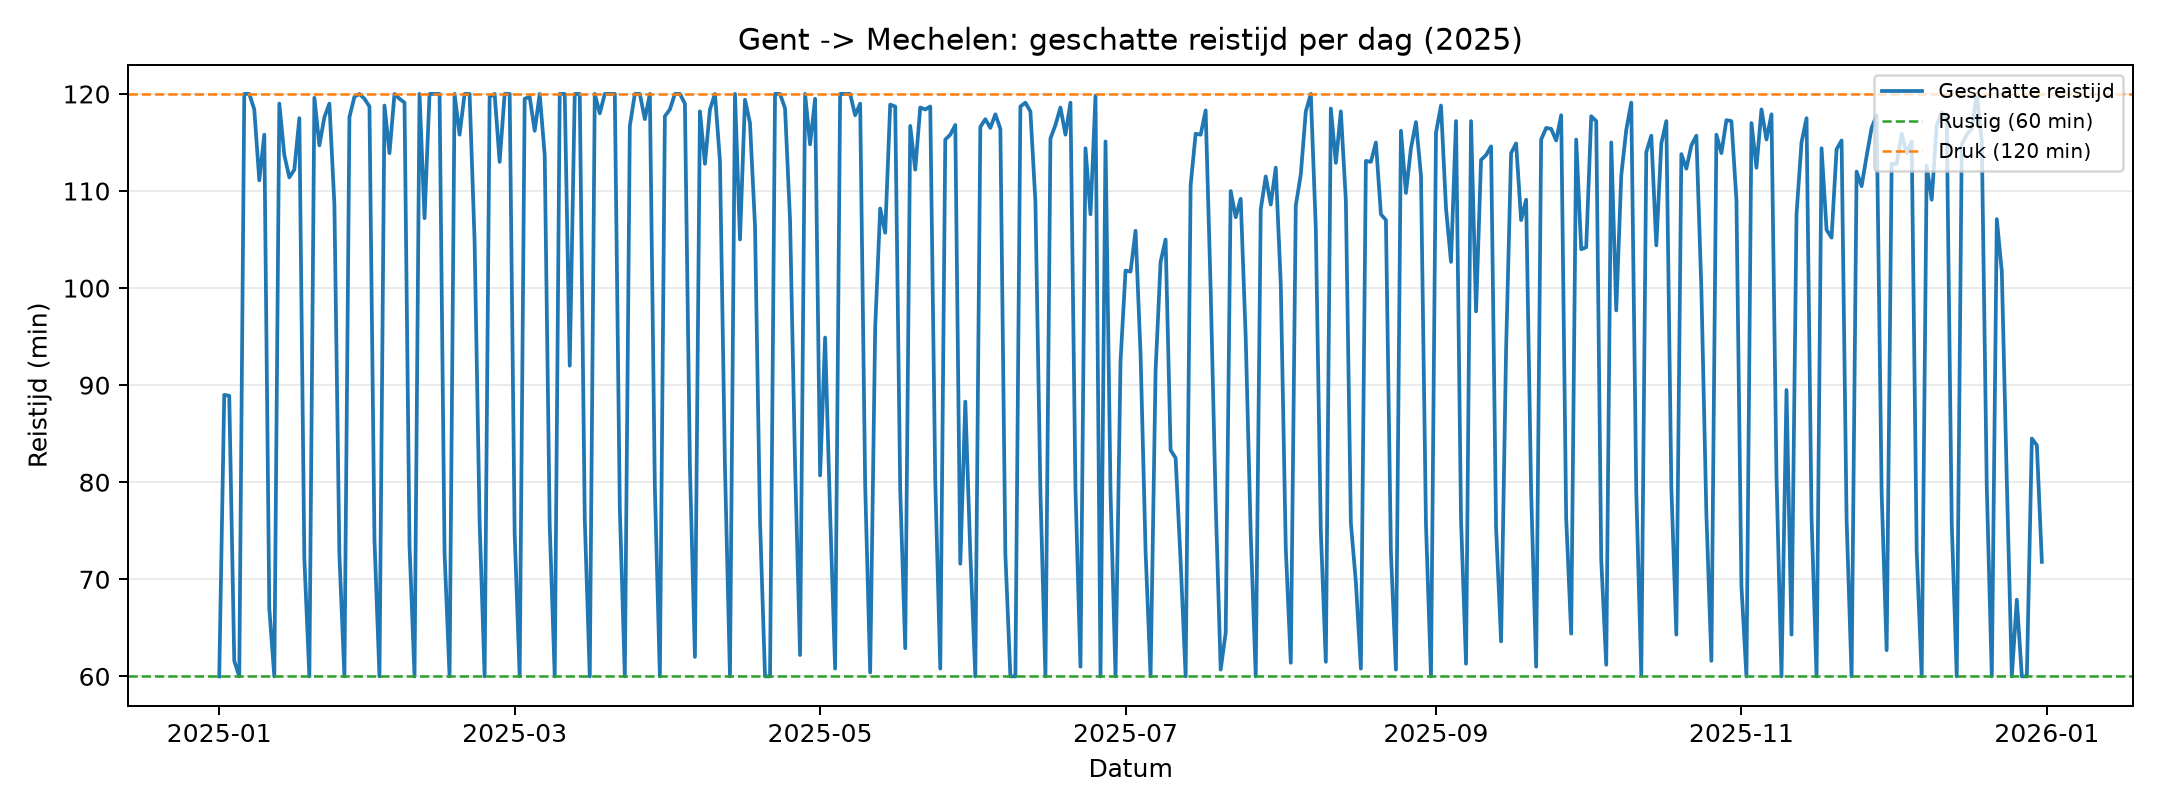 Gent -> Mechelen: geschatte reistijd per dag (2025)
Geschatte reistijd
Rustig (60 min)
Druk (120 min)
Reistijd (min)
120
110
100
90
80
70
60
2025-01
2025-03
2025-05
2025-07
2025-09
2025-11
2026-01
Datum